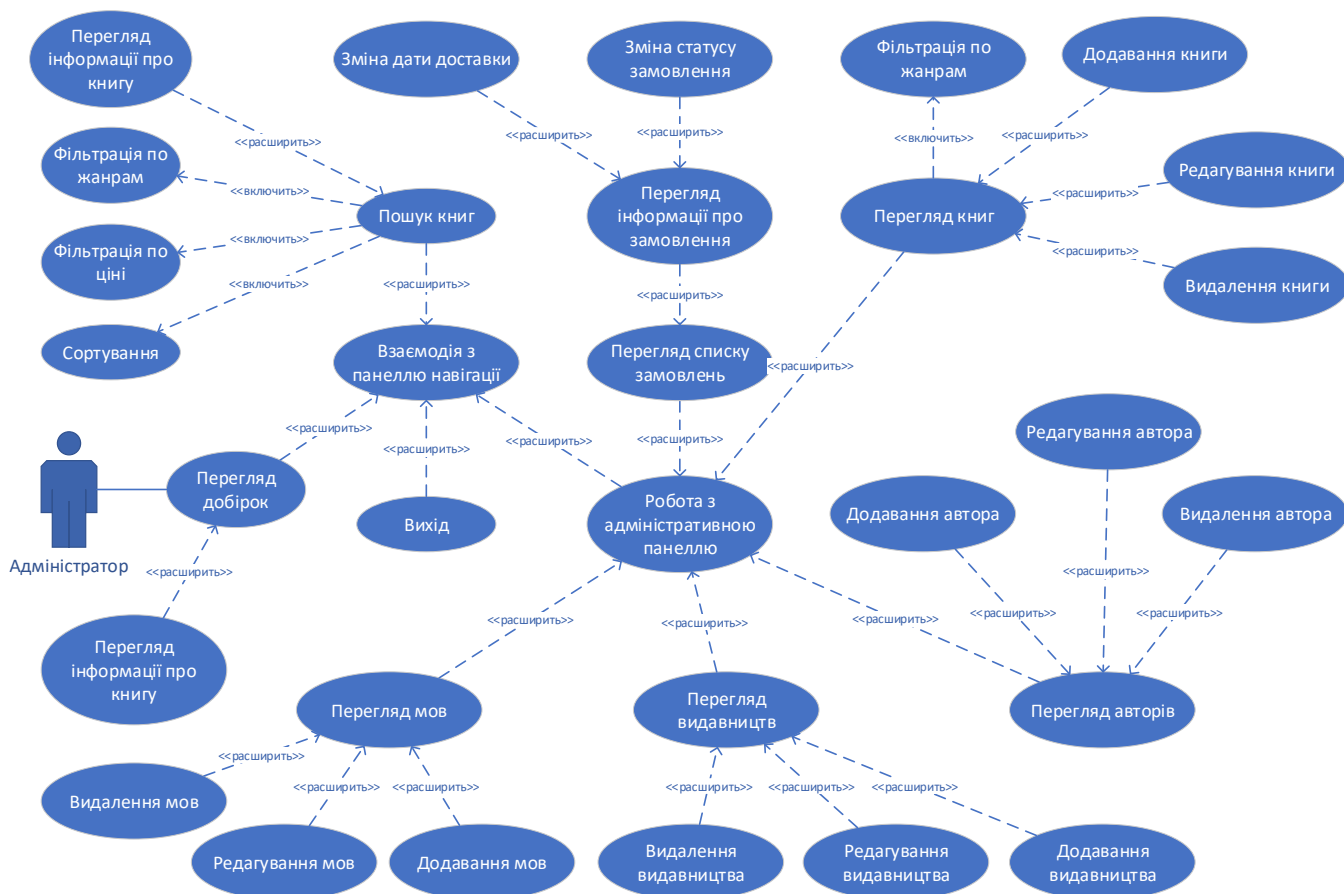 Перегляд
інформації про
книгу
Зміна дати доставки
Зміна статусу
замовлення
Фільтрація по
жанрам
Додавання книги
<<расширить>>
<<расширить>>
<<расширить>>
<<включить>>
<<расширить>>
Фільтрація по
жанрам
<<включить>>
Пошук книг
Перегляд
інформації про
замовлення
Перегляд книг
<<расширить>>
Редагування книги
<<расширить>>
Видалення книги
Фільтрація по
ціні
<<включить>>
<<включить>>
<<расширить>>
<<расширить>>
Сортування
Взаємодія з
панеллю навігації
Перегляд списку
замовлень
<<расширить>>
<<расширить>>
<<расширить>>
<<расширить>>
<<расширить>>
Редагування автора
Адміністратор
Перегляд
добірок
Вихід
Робота з
адміністративною
панеллю
Додавання автора
Видалення автора
<<расширить>>
<<расширить>>
<<расширить>>
<<расширить>>
<<расширить>>
<<расширить>>
<<расширить>>
Перегляд
інформації про
книгу
Перегляд мов
Перегляд
видавництв
Перегляд авторів
<<расширить>>
<<расширить>>
<<расширить>>
<<расширить>>
<<расширить>>
<<расширить>>
Видалення мов
Редагування мов
Додавання мов
Видалення
видавництва
Редагування
видавництва
Додавання
видавництва